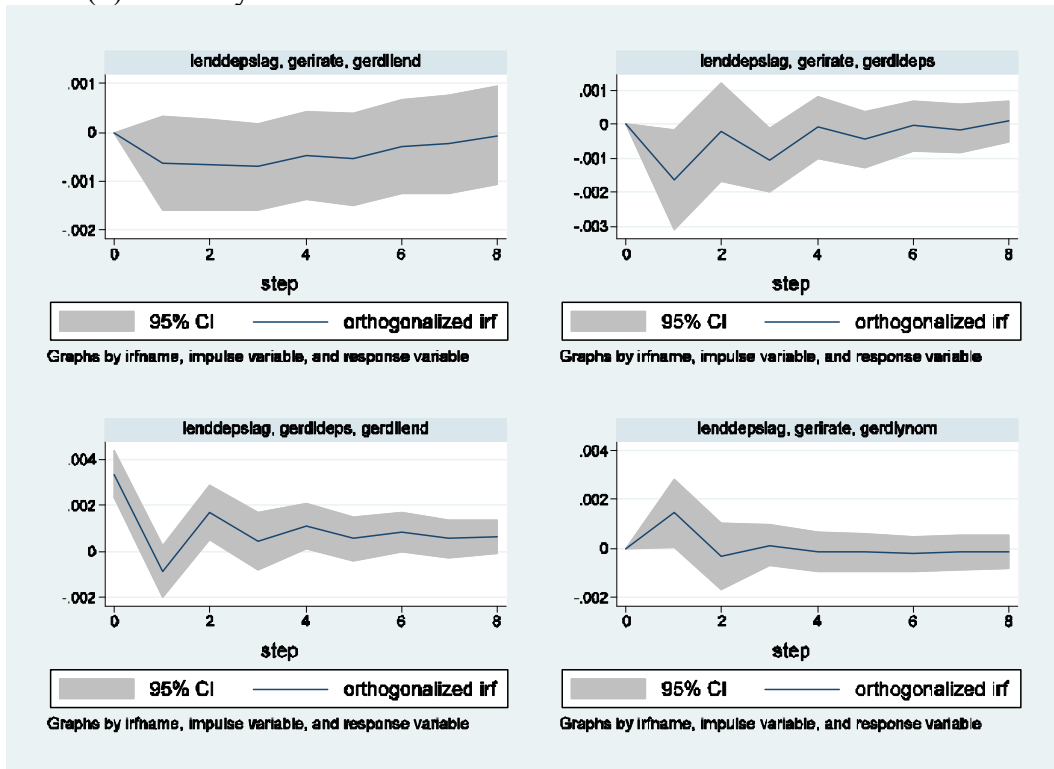 lenddepslag, gerirate, gerdllend
lenddepslag, gerirate, gerdldeps
.001
0
-.001
-.002
0 2 4 6 8
step
95% CI orthogonalized irf
Graphs by irfname, impulse variable, and response variable
.001
0
-.001
-.002
-.003
0 2 4 6 8
step
95% CI orthogonalized irf
Graphs by irfname, impulse variable, and response variable
lenddepslag, gerdldeps, gerdllend
lenddepslag, gerirate, gerdlynom
.004
.002
0
-.002
0 2 4 6 8
step
95% CI orthogonalized irf
Graphs by irfname, impulse variable, and response variable
.004
.002
0
-.002
0 2 4 6 8
step
95% CI orthogonalized irf
Graphs by irfname, impulse variable, and response variable